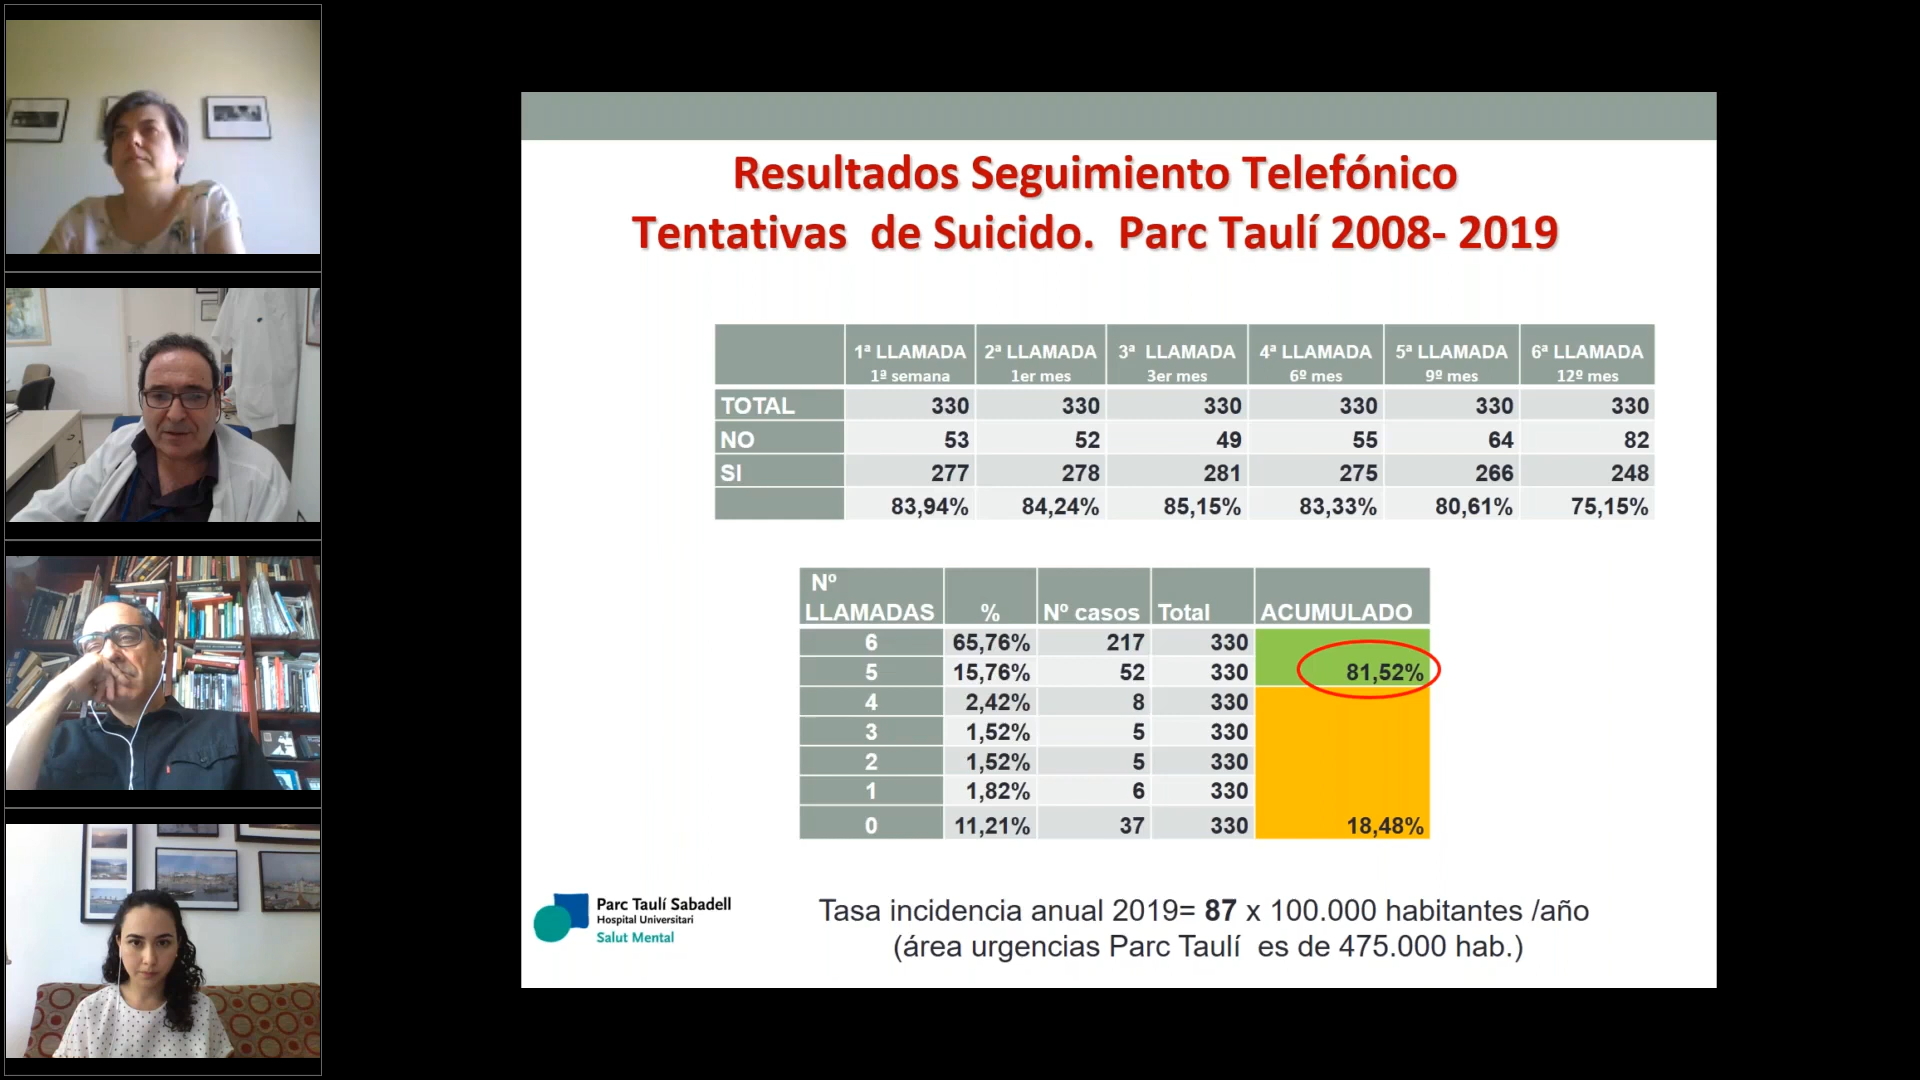 Resultados Seguimiento Telefónico
Tentativas de Suicido. Parc Taulí 2008- 2019
1ª LLAMADA 2ª LLAMADA 3ª LLAMADA 4ª LLAMADA 5ª LLAMADA 6ª LLAMADA
1ª semana 1er mes 3er mes 6º mes 9º mes 12º mes
TOTAL 330 330 330 330 330 330
NO 53 52 49 55 64 82
SI 277 278 281 275 266 248
83,94% 84,24% 85,15% 83,33% 80,61% 75,15%
Nº
LLAMADAS % Nº casos Total ACUMULADO
6 65,76% 217 330
5 15,76% 52 330 81,52%
4 2,42% 8 330
3 1,52% 5 330
2 1,52% 5 330
1 1,82% 6 330
0 11,21% 37 330 18,48%
Parc Taulí Sabadell
Hospital Universitari
Salut Mental
Tasa incidencia anual 2019= 87 x 100.000 habitantes /año
(área urgencias Parc Taulí es de 475.000 hab.)